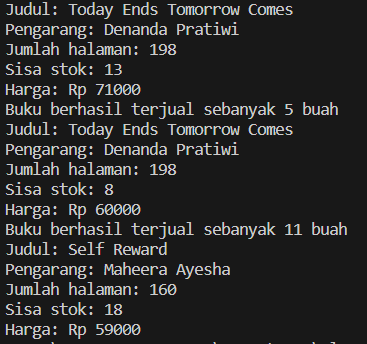 Judul: Today Ends Tomorrow Comes
Pengarang: Denanda Pratiwi
Jumlah halaman: 198
Sisa stok: 13
Harga: Rp 71000
Buku berhasil terjual sebanyak 5 buah
Judul: Today Ends Tomorrow Comes
Pengarang: Denanda Pratiwi
Jumlah halaman: 198
Sisa stok: 8
Harga: Rp 60000
Buku berhasil terjual sebanyak 11 buah
Judul: Self Reward
Pengarang: Maheera Ayesha
Jumlah halaman: 160
Sisa stok: 18
Harga: Rp 59000